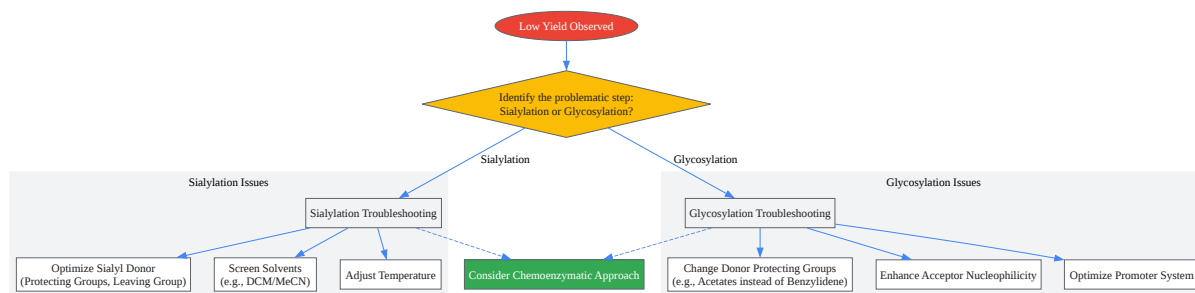 Low Yield Observed
Identify the problematic step:
Sialylation or Glycosylation?
Sialylation
Glycosylation
Sialylation Issues
Glycosylation Issues
Sialylation Troubleshooting
Glycosylation Troubleshooting
Optimize Sialyl Donor
(Protecting Groups, Leaving Group)
Screen Solvents
(e.g., DCM/MeCN)
Adjust Temperature
Consider Chemoenzymatic Approach
Change Donor Protecting Groups
(e.g., Acetates instead of Benzylidene)
Enhance Acceptor Nucleophilicity
Optimize Promoter System